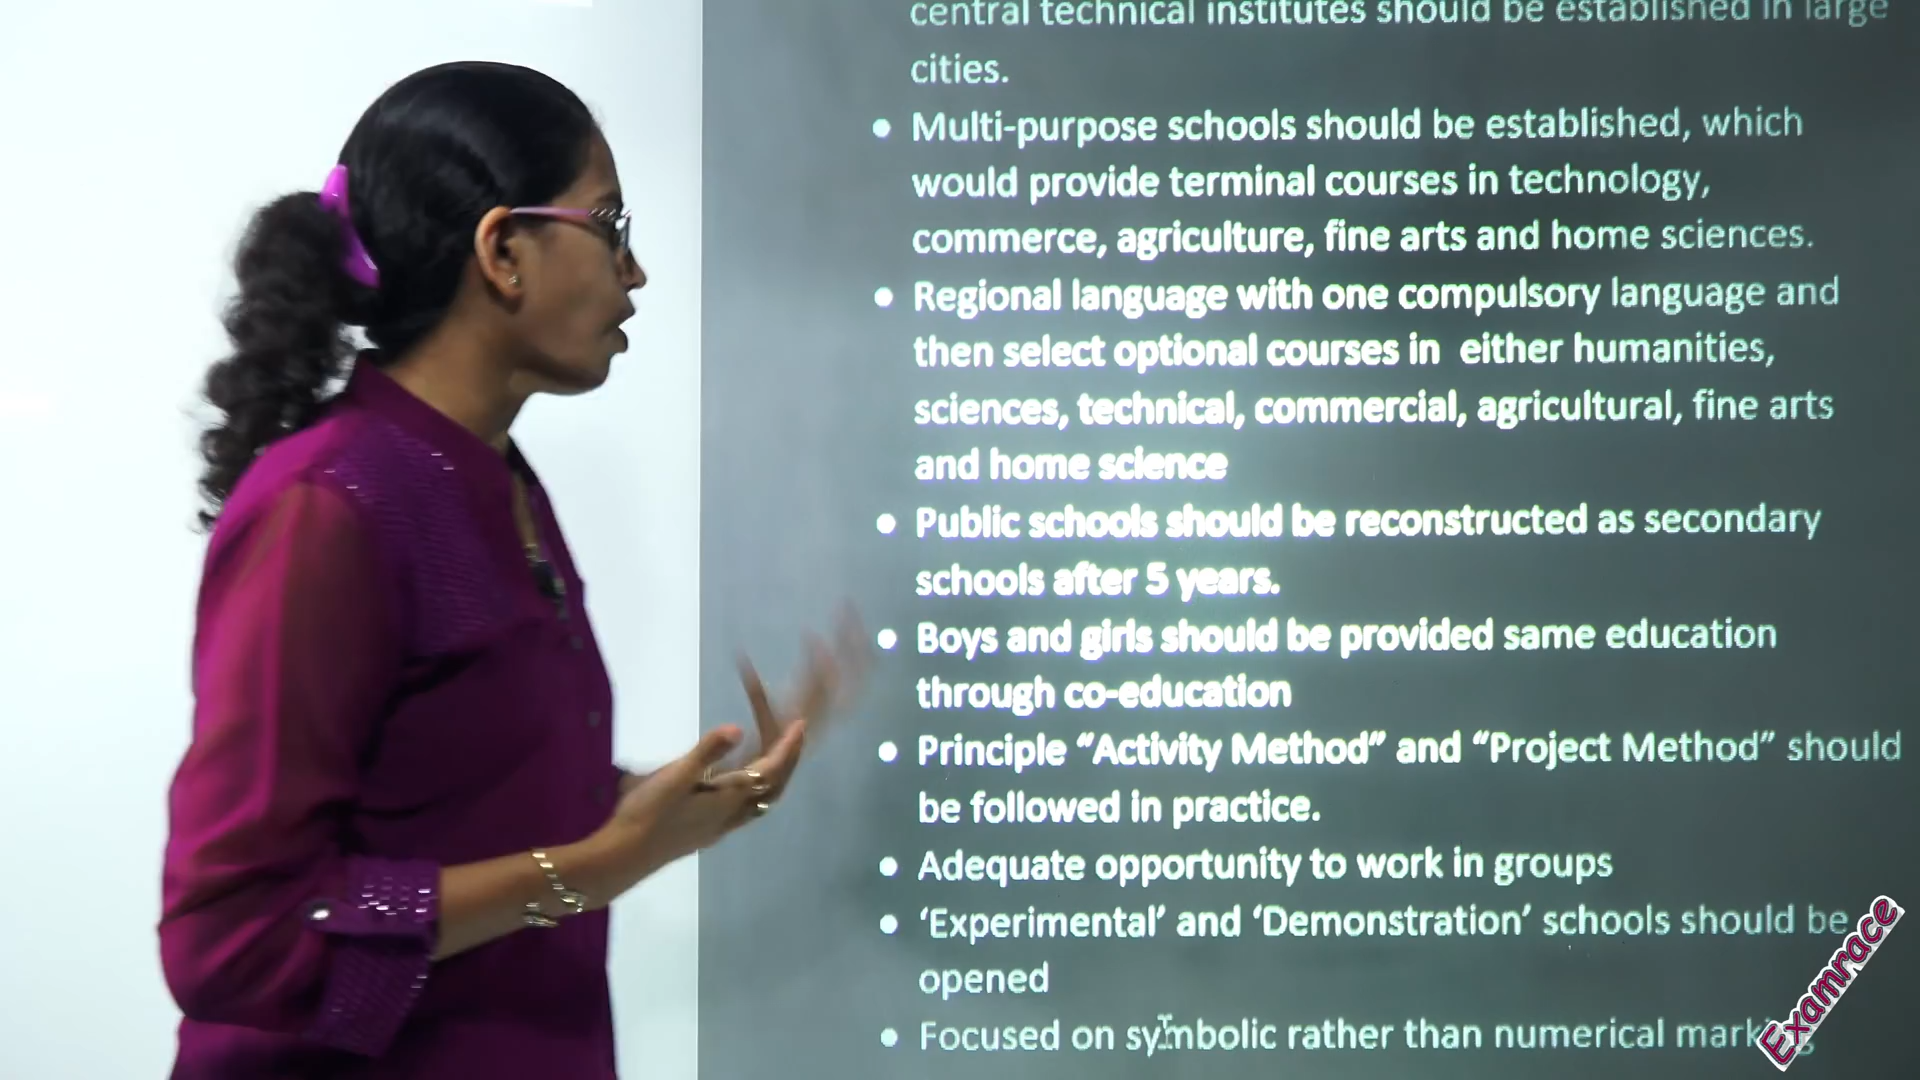 central technical institutes should be established in large
cities.
• Multi-purpose schools should be established, which
would provide terminal courses in technology,
commerce, agriculture, fine arts and home sciences.
• Regional language with one compulsory language and
then select optional courses in either humanities,
sciences, technical, commercial, agricultural, fine arts
and home science
• Public schools should be reconstructed as secondary
schools after 5 years.
• Boys and girls should be provided same education
through co-education
• Principle “Activity Method” and “Project Method” should
be followed in practice.
• Adequate opportunity to work in groups
• ‘Experimental’ and ‘Demonstration’ schools should be
opened
• Focused on symbolic rather than numerical marking
Examrace